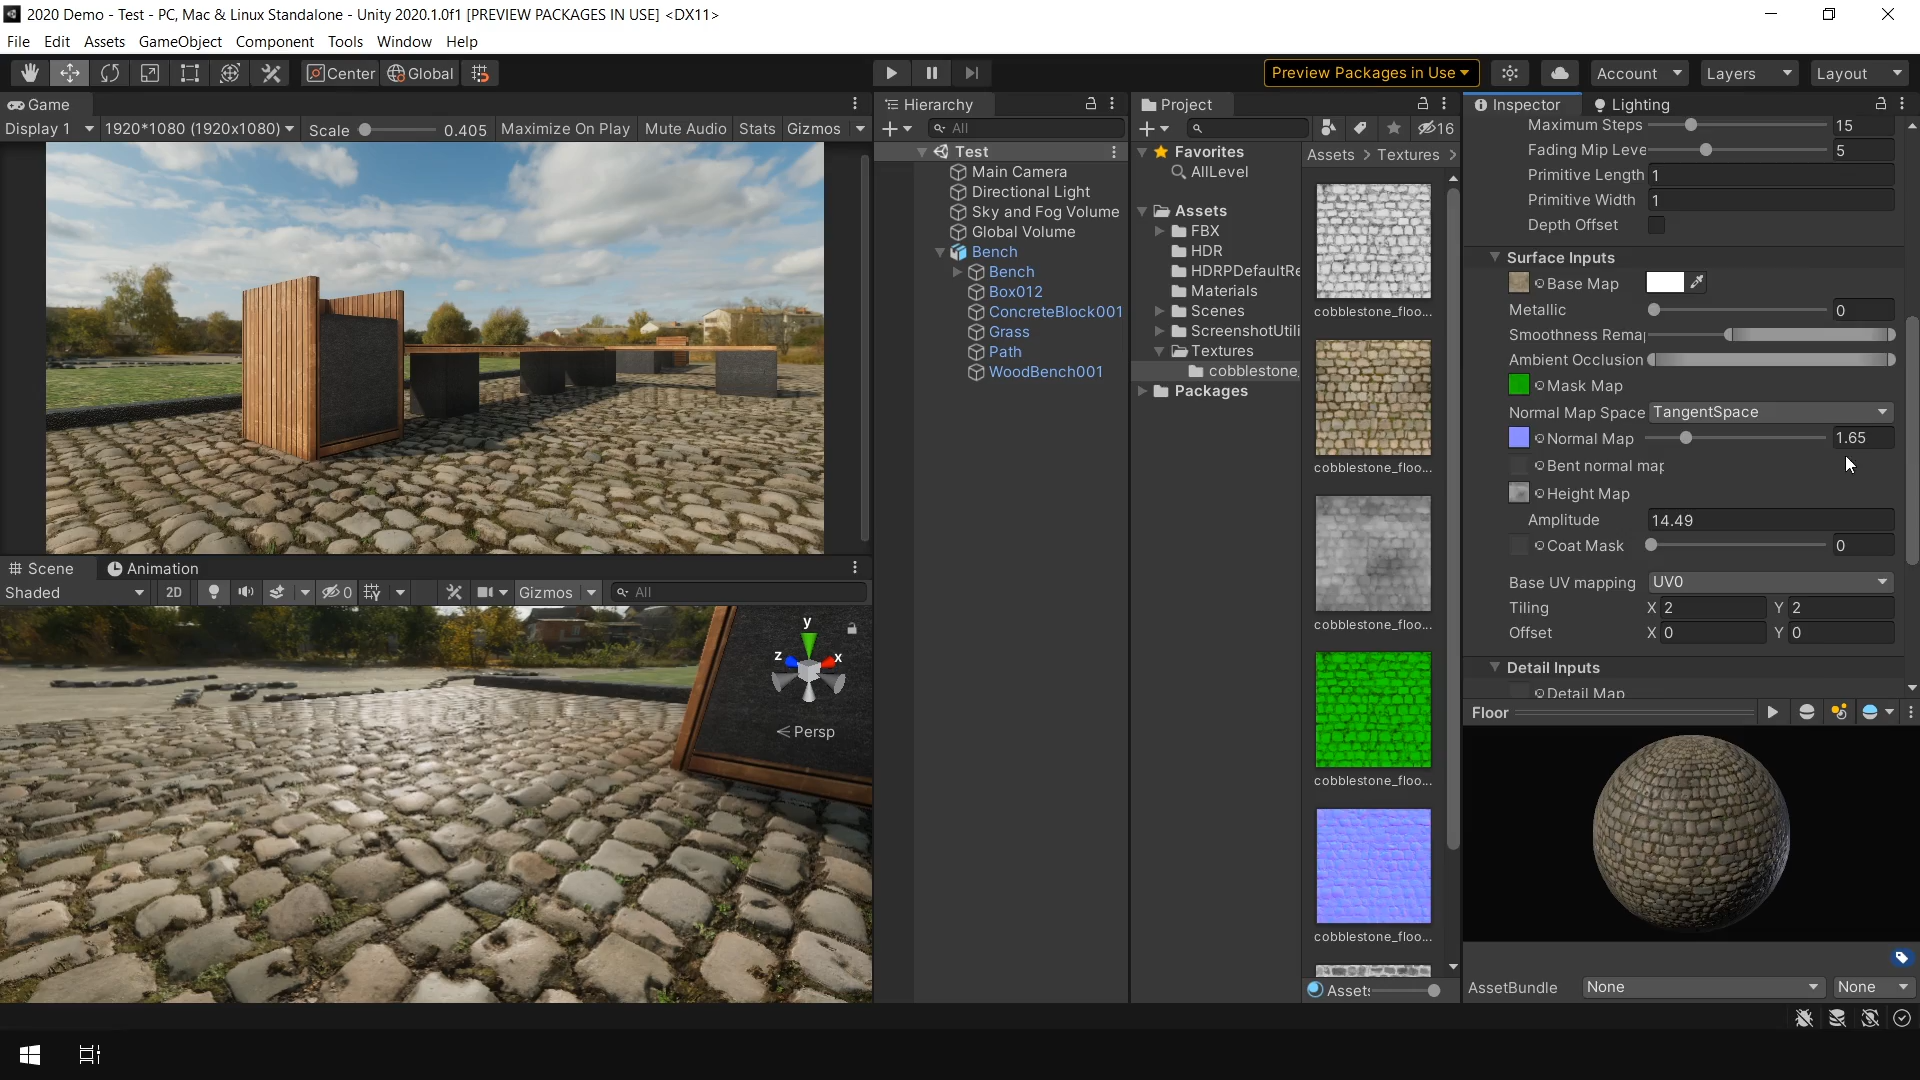 2020 Demo - Test - PC, Mac & Linux Standalone - Unity 2020.1.0f1 [PREVIEW PACKAGES IN USE] <DX11>
File Edit Assets GameObject Component Tools Window Help
Center Global Preview Packages in Use Account Layers Layout
Game
Display 1 1920*1080 (1920x1080) Scale 0.405 Maximize On Play Mute Audio Stats Gizmos
Scene Animation
Shaded 2D 0 Gizmos All
y
z x
Persp
Hierarchy
All
Test
Main Camera
Directional Light
Sky and Fog Volume
Global Volume
Bench
Bench
Box012
ConcreteBlock001
Grass
Path
WoodBench001
Project
16
Favorites
AllLevel
Assets
FBX
HDR
HDRPDefaultRe
Materials
Scenes
ScreenshotUtili
Textures
cobblestone_
Packages
Assets > Textures >
cobblestone_floo...
cobblestone_floo...
cobblestone_floo...
cobblestone_floo...
cobblestone_floo...
Assets
Inspector Lighting
Maximum Steps 15
Fading Mip Leve 5
Primitive Length 1
Primitive Width 1
Depth Offset
Surface Inputs
Base Map
Metallic 0
Smoothness Remap
Ambient Occlusion
Mask Map
Normal Map Space TangentSpace
Normal Map 1.65
Bent normal map
Height Map
Amplitude 14.49
Coat Mask 0
Base UV mapping UV0
Tiling X 2 Y 2
Offset X 0 Y 0
Detail Inputs
Detail Map
Floor
AssetBundle None None